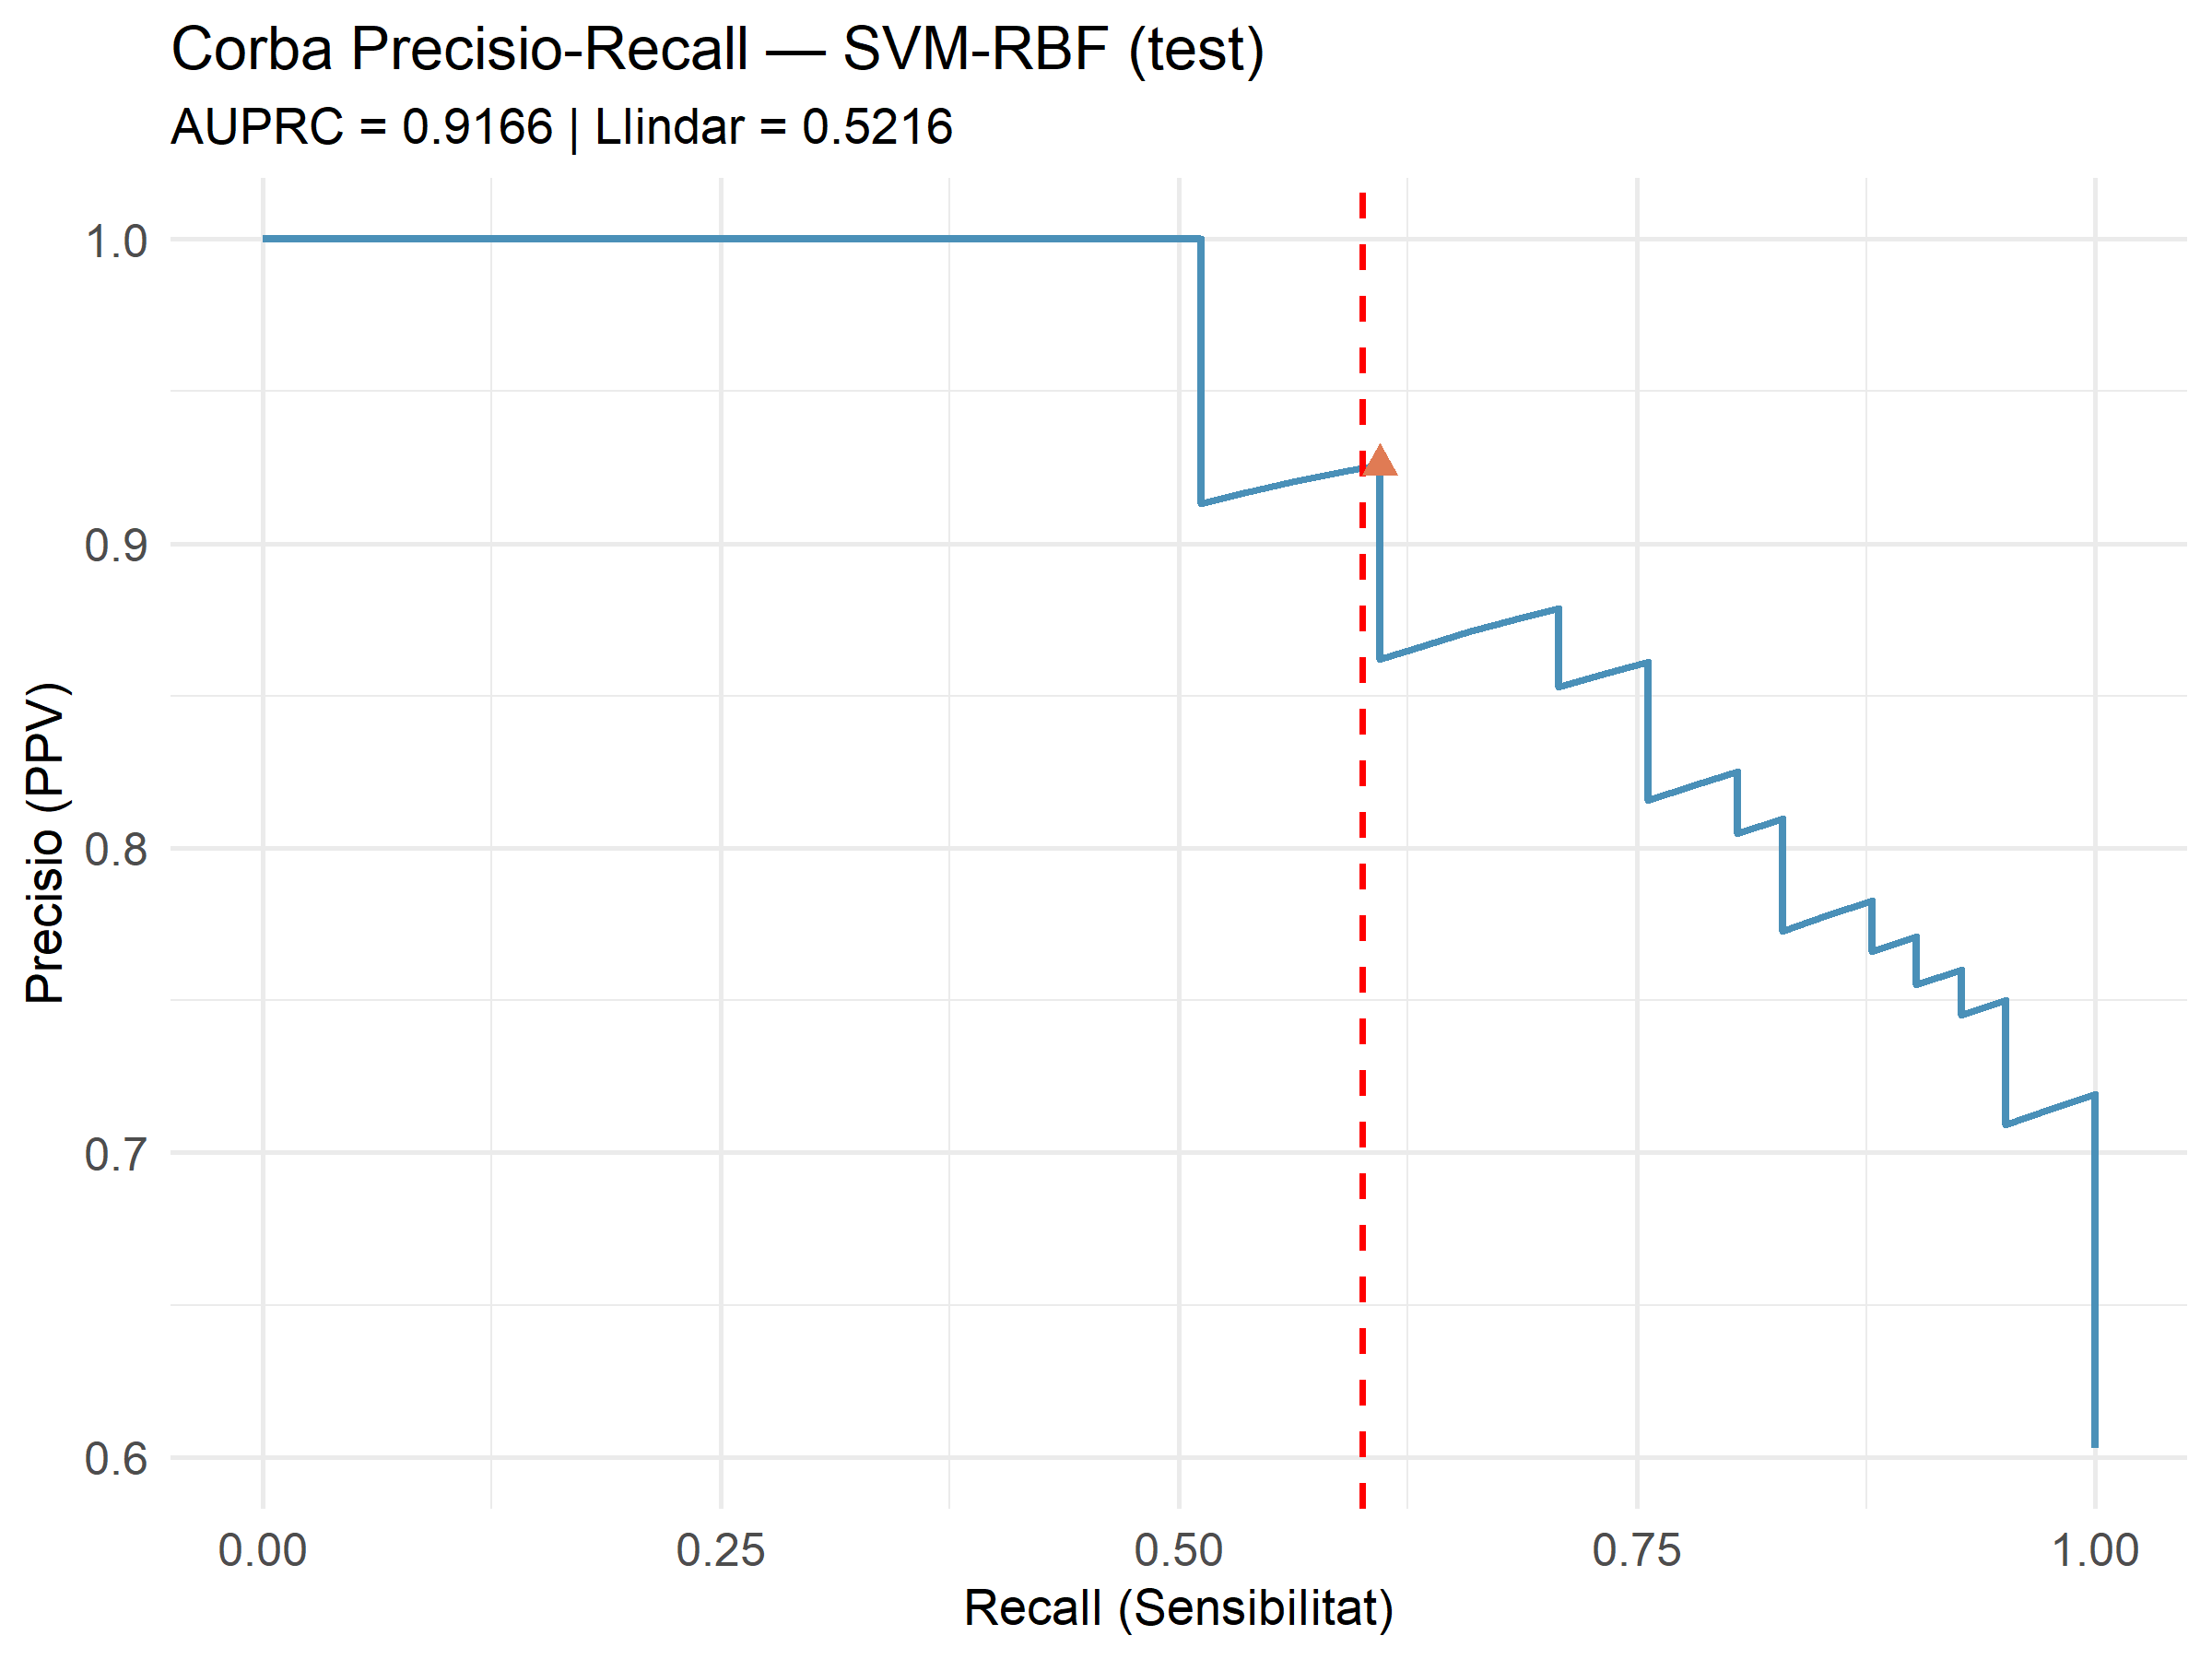 Corba Precisio-Recall — SVM-RBF (test)
AUPRC = 0.9166 | Llindar = 0.5216
Precisio (PPV)
1.0
0.9
0.8
0.7
0.6
0.00 0.25 0.50 0.75 1.00
Recall (Sensibilitat)